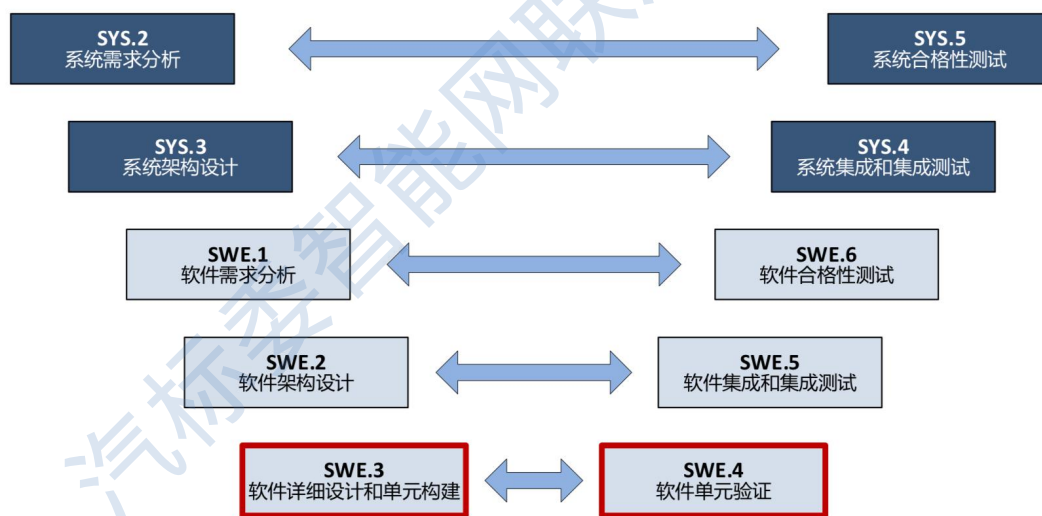 SYS.2
系统需求分析
SYS.5
系统合格性测试
SYS.3
系统架构设计
SYS.4
系统集成和集成测试
SWE.1
软件需求分析
SWE.6
软件合格性测试
SWE.2
软件架构设计
SWE.5
软件集成和集成测试
SWE.3
软件详细设计和单元构建
SWE.4
软件单元验证
汽标委智能网联